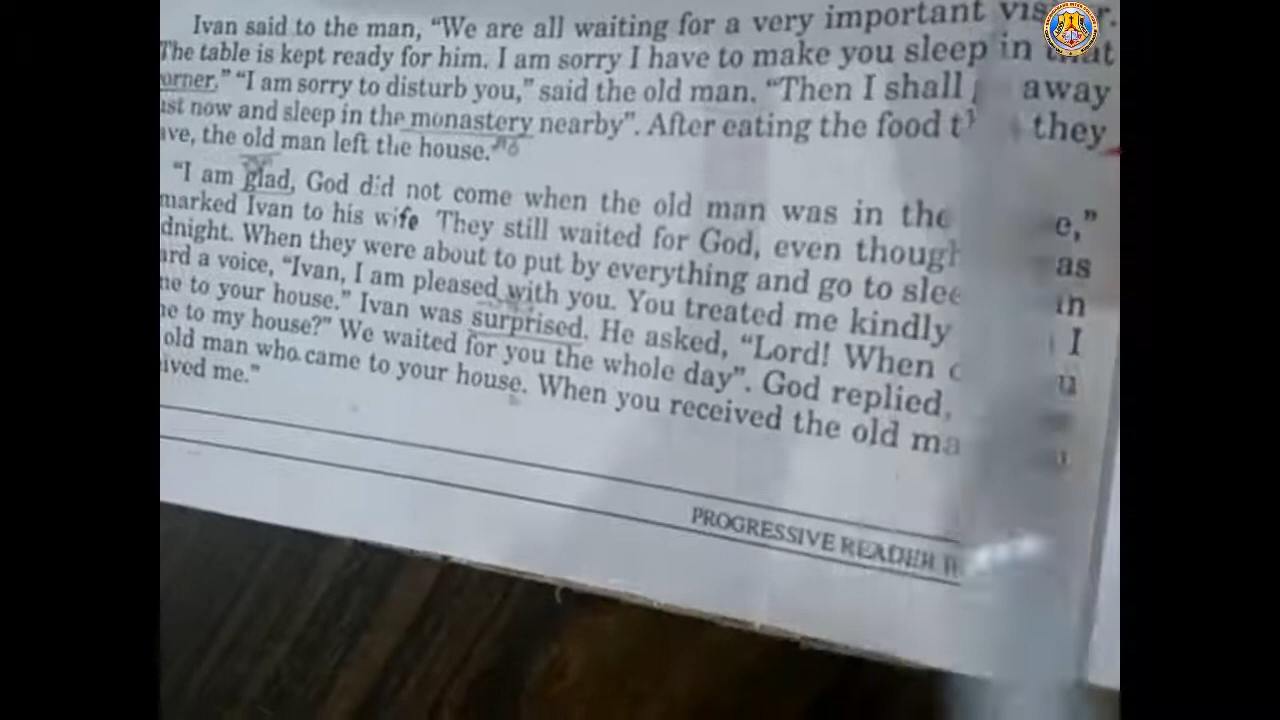 Ivan said to the man, "We are all waiting for a very important
The table is kept ready for him. I am sorry I have to make you sleep in that
orner." "I am sorry to disturb you," said the old man. "Then I shall away
ust now and sleep in the monastery nearby". After eating the food they
ave, the old man left the house."
"I am glad, God did not come when the old man was in the e,"
marked Ivan to his wife They still waited for God, even though as
dnight. When they were about to put by everything and go to slee in
ard a voice, "Ivan, I am pleased with you. You treated me kindly I
me to your house." Ivan was surprised. He asked, "Lord! When u
me to my house?" We waited for you the whole day". God replied,
old man who came to your house. When you received the old ma
ived me."
PROGRESSIVE READER